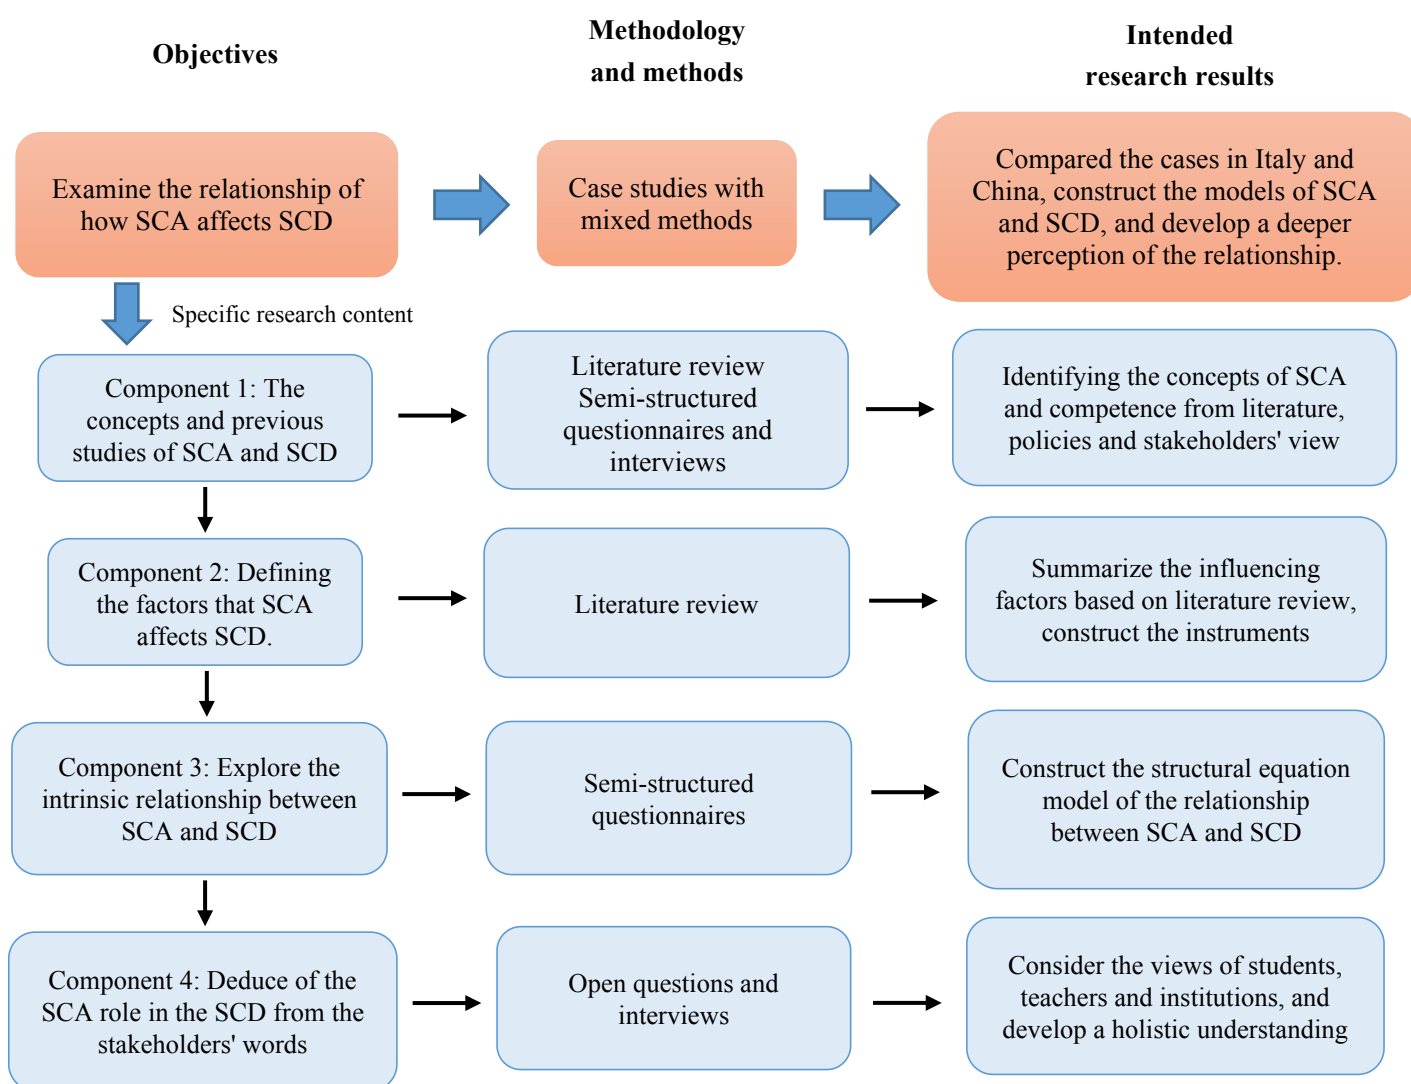 Objectives
Methodology
and methods
Intended
research results
Examine the relationship of
how SCA affects SCD
Case studies with
mixed methods
Compared the cases in Italy and
China, construct the models of SCA
and SCD, and develop a deeper
perception of the relationship.
Specific research content
Component 1: The
concepts and previous
studies of SCA and SCD
Literature review
Semi-structured
questionnaires and
interviews
Identifying the concepts of SCA
and competence from literature,
policies and stakeholders' view
Component 2: Defining
the factors that SCA
affects SCD.
Literature review
Summarize the influencing
factors based on literature review,
construct the instruments
Component 3: Explore the
intrinsic relationship between
SCA and SCD
Semi-structured
questionnaires
Construct the structural equation
model of the relationship
between SCA and SCD
Component 4: Deduce of the
SCA role in the SCD from the
stakeholders' words
Open questions and
interviews
Consider the views of students,
teachers and institutions, and
develop a holistic understanding